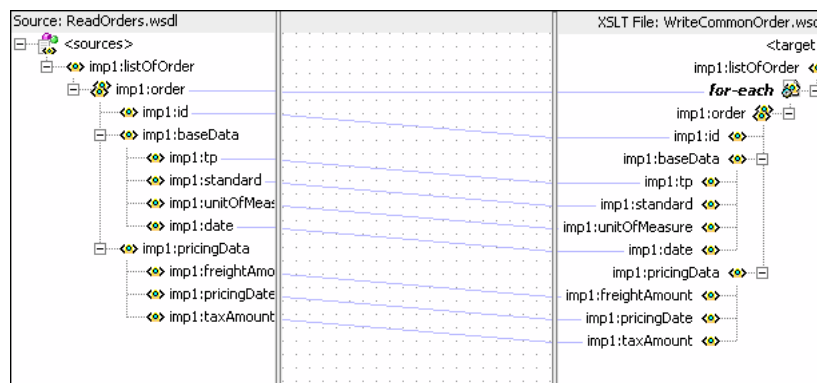 Source: ReadOrders.wsdl
<sources>
imp1:listOfOrder
imp1:order
imp1:id
imp1:baseData
imp1:tp
imp1:standard
imp1:unitOfMeas
imp1:date
imp1:pricingData
imp1:freightAmo
imp1:pricingDate
imp1:taxAmount
XSLT File: WriteCommonOrder.wsd
<target
imp1:listOfOrder
for-each
imp1:order
imp1:id
imp1:baseData
imp1:tp
imp1:standard
imp1:unitOfMeasure
imp1:date
imp1:pricingData
imp1:freightAmount
imp1:pricingDate
imp1:taxAmount